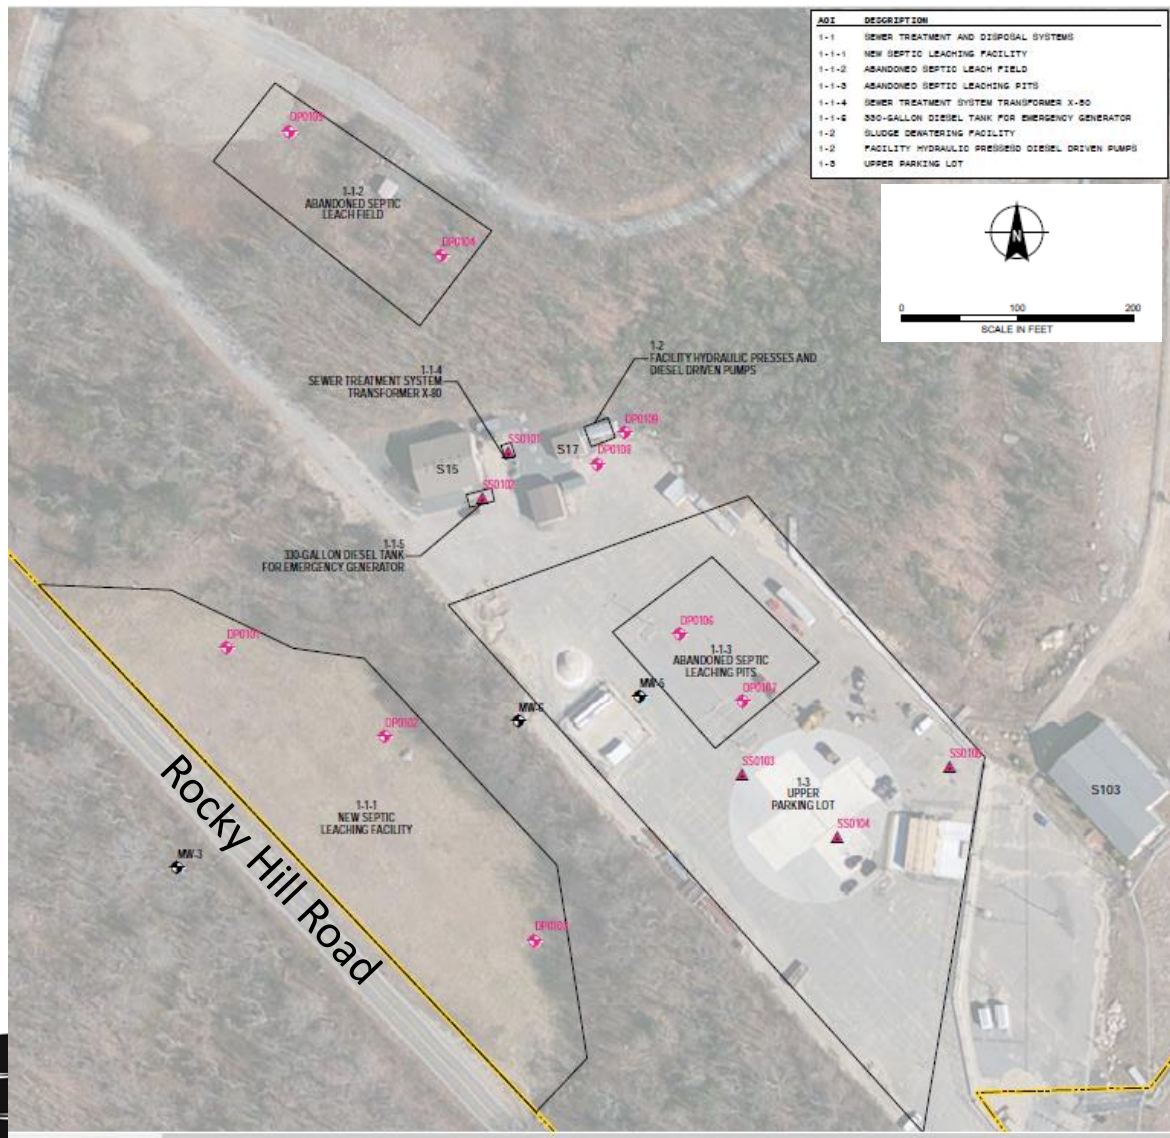 AOI DESCRIPTION
1-1 SEWER TREATMENT AND DISPOSAL SYSTEMS
1-1-1 NEW SEPTIC LEACHING FACILITY
1-1-2 ABANDONED SEPTIC LEACH FIELD
1-1-3 ABANDONED SEPTIC LEACHING PITS
1-1-4 SEWER TREATMENT SYSTEM TRANSFORMER X-80
1-1-5 330-GALLON DIESEL TANK FOR EMERGENCY GENERATOR
1-2 SLUDGE DEWATERING FACILITY
1-2 FACILITY HYDRAULIC PRESSESD DIESEL DRIVEN PUMPS
1-3 UPPER PARKING LOT
N
0 100 200
SCALE IN FEET
DP0105
1-1-2
ABANDONED SEPTIC
LEACH FIELD
DP0104
1-2
FACILITY HYDRAULIC PRESSES AND
DIESEL DRIVEN PUMPS
1-1-4
SEWER TREATMENT SYSTEM
TRANSFORMER X-80
DP0109
SS0101
S17
DP0108
S15
SS0102
1-1-5
330-GALLON DIESEL TANK
FOR EMERGENCY GENERATOR
DP0101
DP0106
1-1-3
ABANDONED SEPTIC
LEACHING PITS
MW-5
DP0107
MW-6
DP0102
SS0103
SS0105
1-3
UPPER
PARKING LOT
S103
1-1-1
NEW SEPTIC
LEACHING FACILITY
SS0104
MW-3
Rocky Hill Road
DP0103